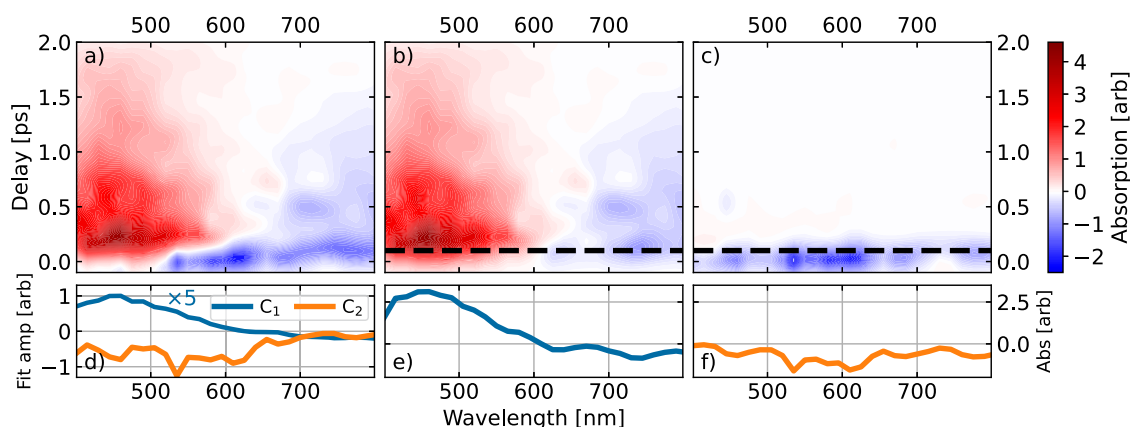 500 600 700 500 600 700 500 600 700
a) b) c)
2.0
1.5
1.0
0.5
0.0
Delay [ps]
2.0
1.5
1.0
0.5
0.0
4
3
2
1
0
−1
−2
Absorption [arb]
1
0
−1
Fit amp [arb]
×5
C1 C2
d) e) f)
2.5
0.0
Abs [arb]
500 600 700 500 600 700 500 600 700
Wavelength [nm]